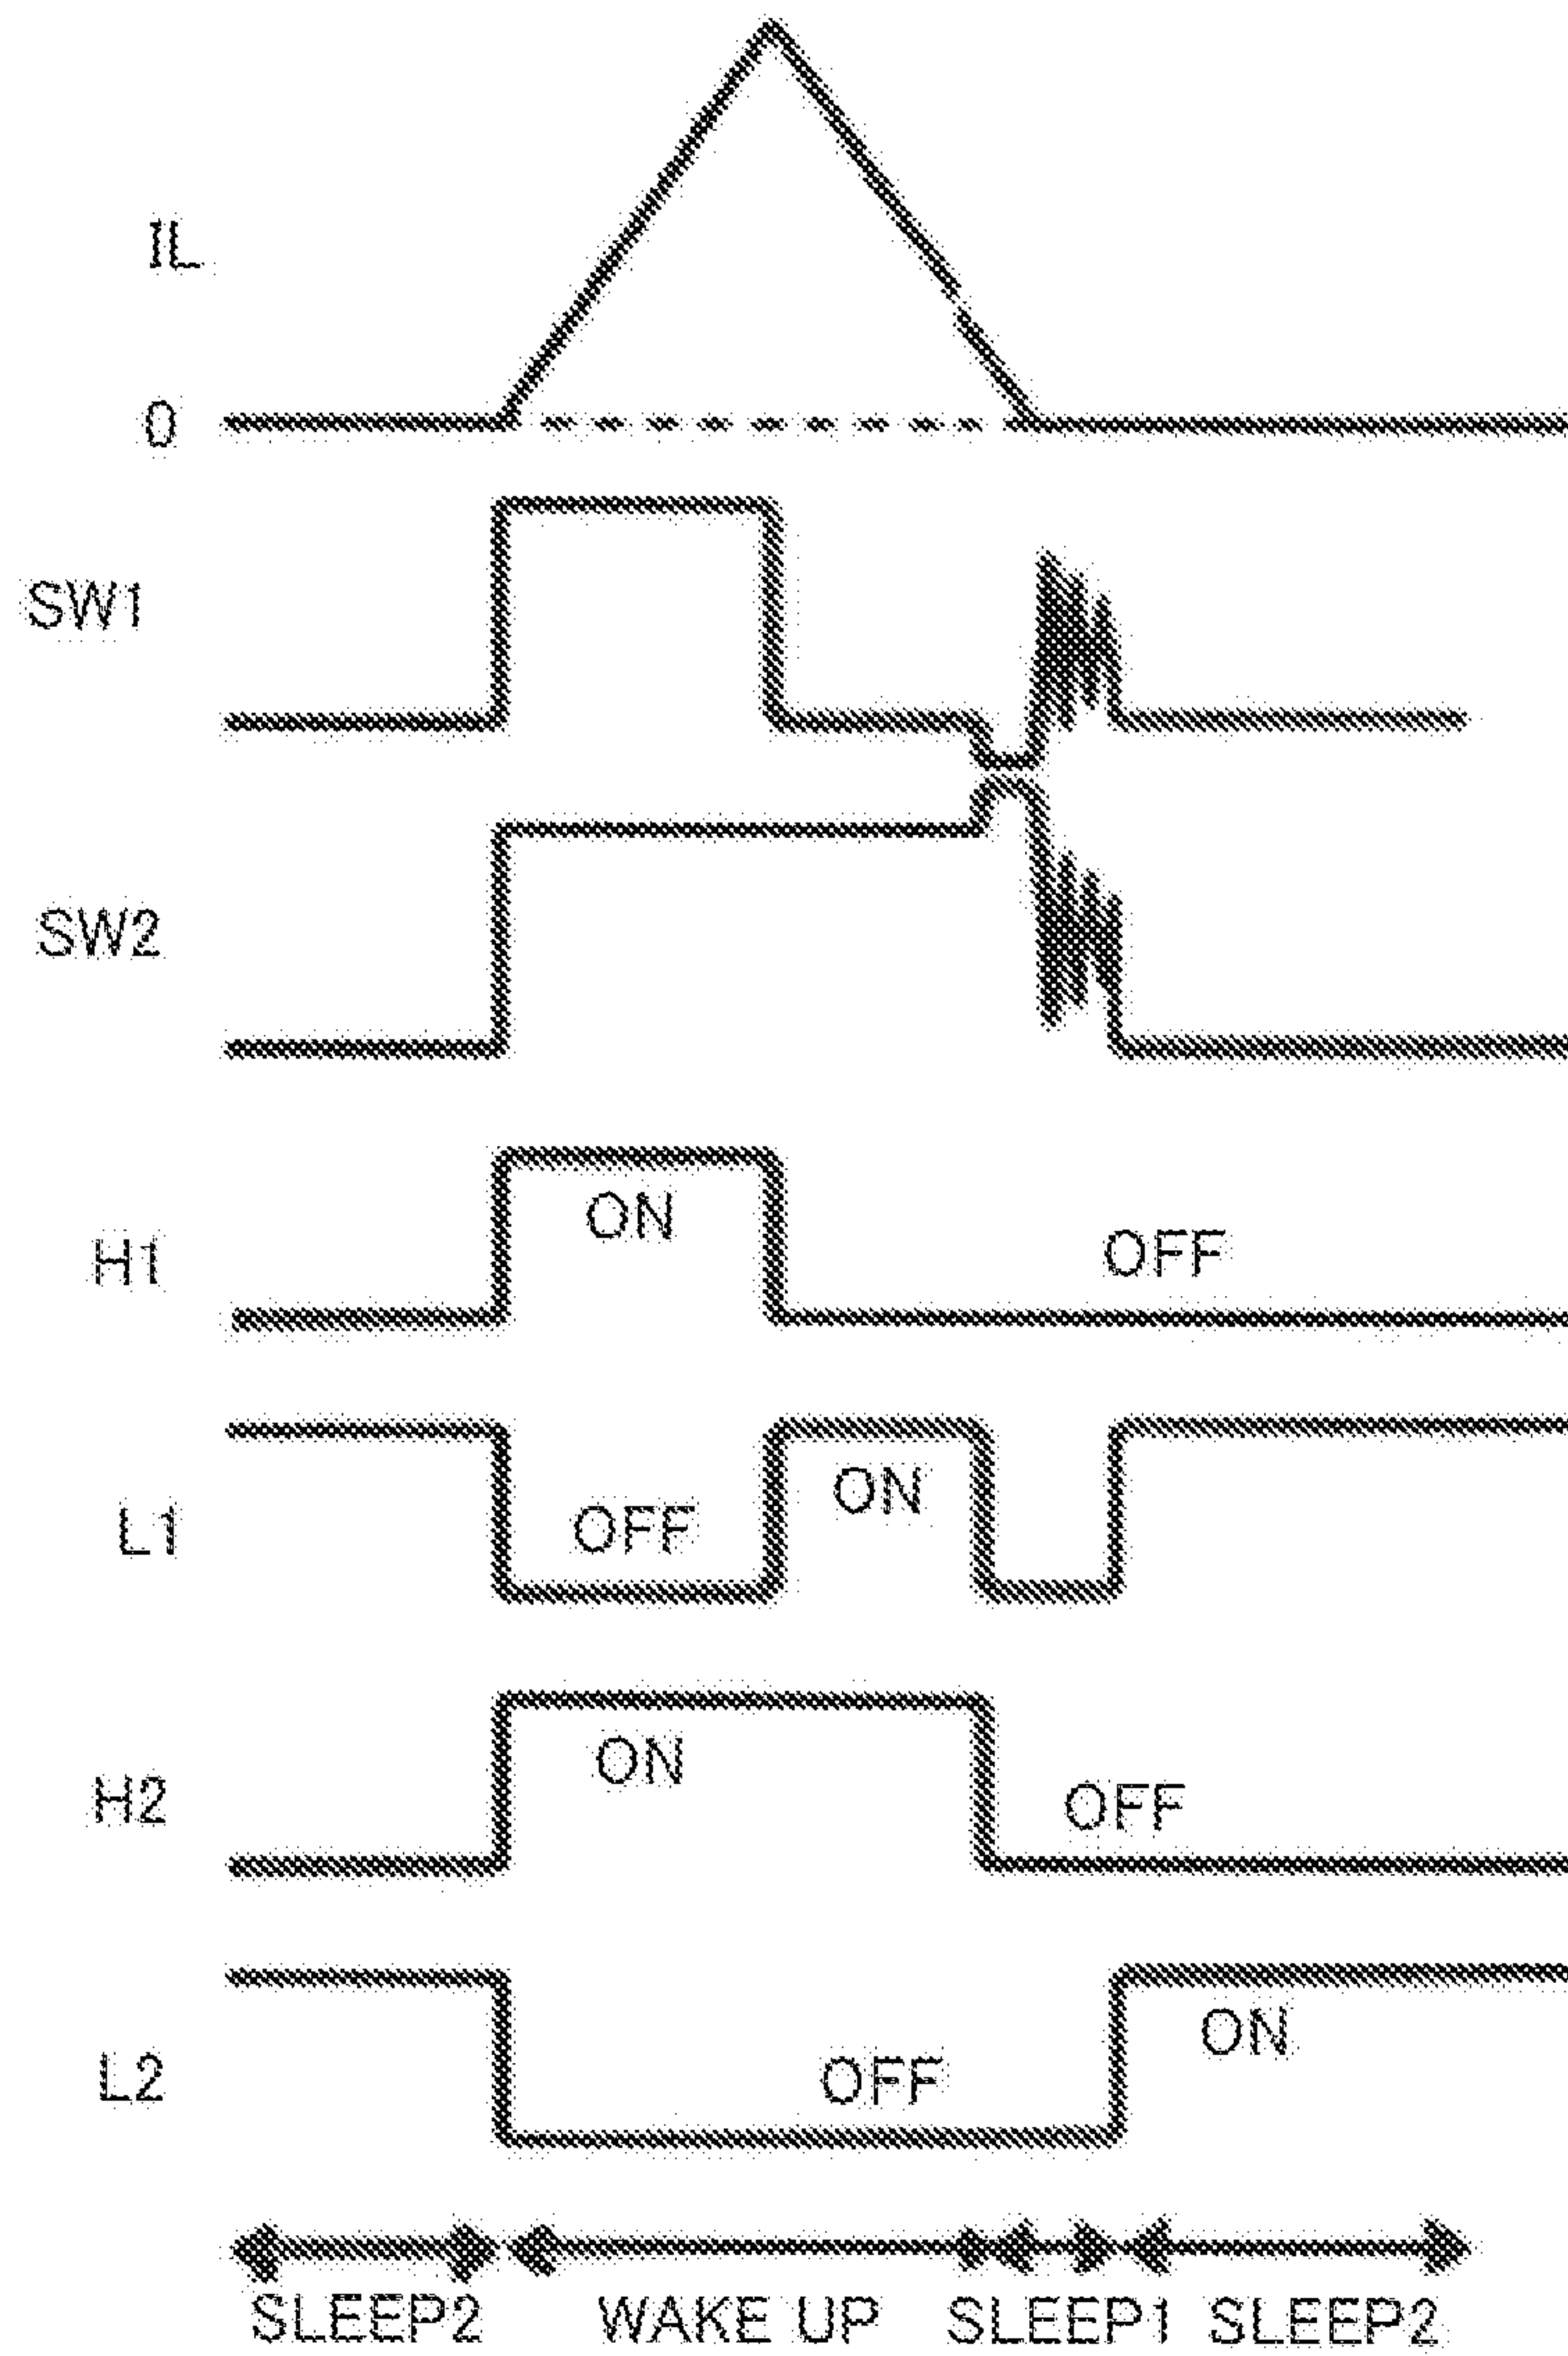 IL
0
SW1
SW2
H1
ON
OFF
L1
OFF
ON
H2
ON
OFF
L2
OFF
ON
SLEEP2 WAKE UP SLEEP1 SLEEP2